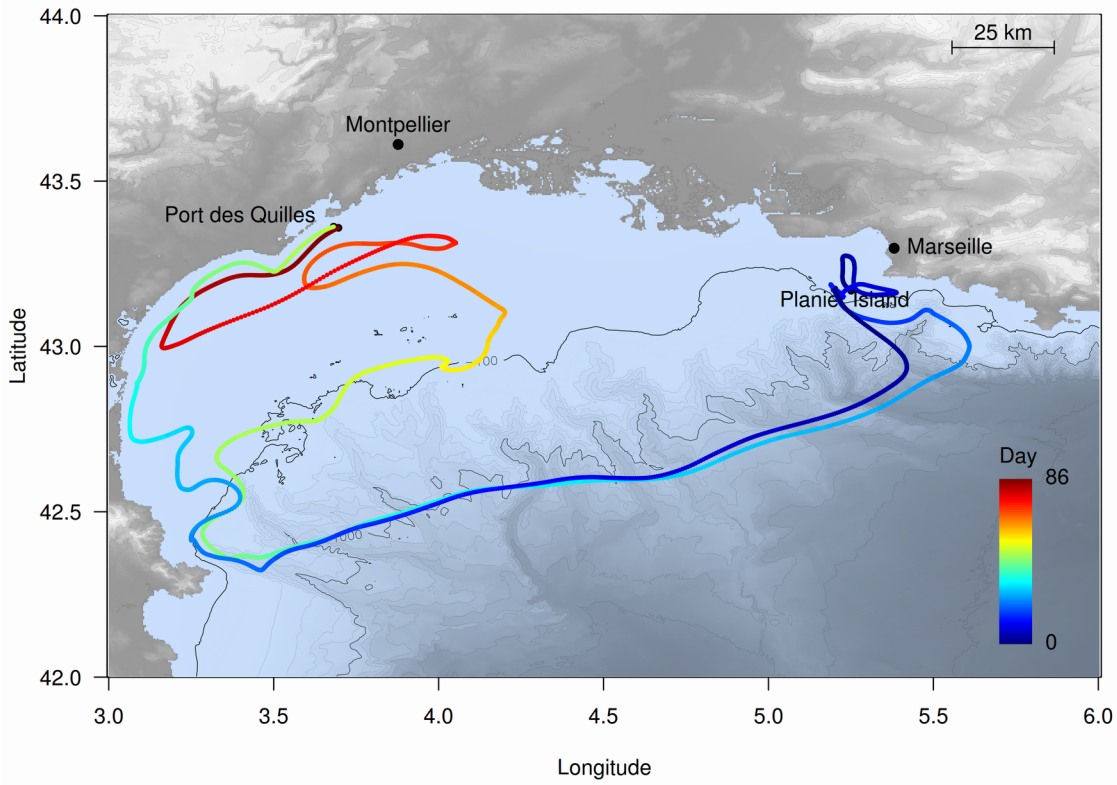 44.0
25 km
Montpellier
43.5
Port des Quilles
Marseille
Planier Island
43.0
100
Day
86
42.5
1000
0
42.0
3.0 3.5 4.0 4.5 5.0 5.5 6.0
Latitude
Longitude